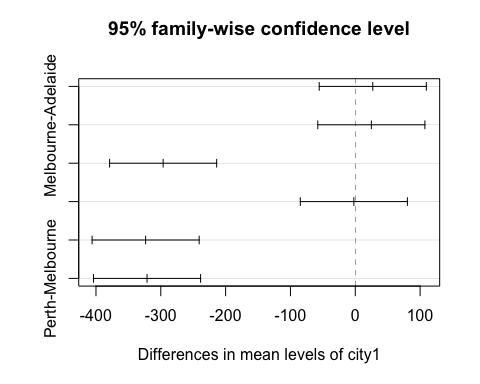 95% family-wise confidence level
Melbourne-Adelaide
Perth-Melbourne
-400 -300 -200 -100 0 100
Differences in mean levels of city1